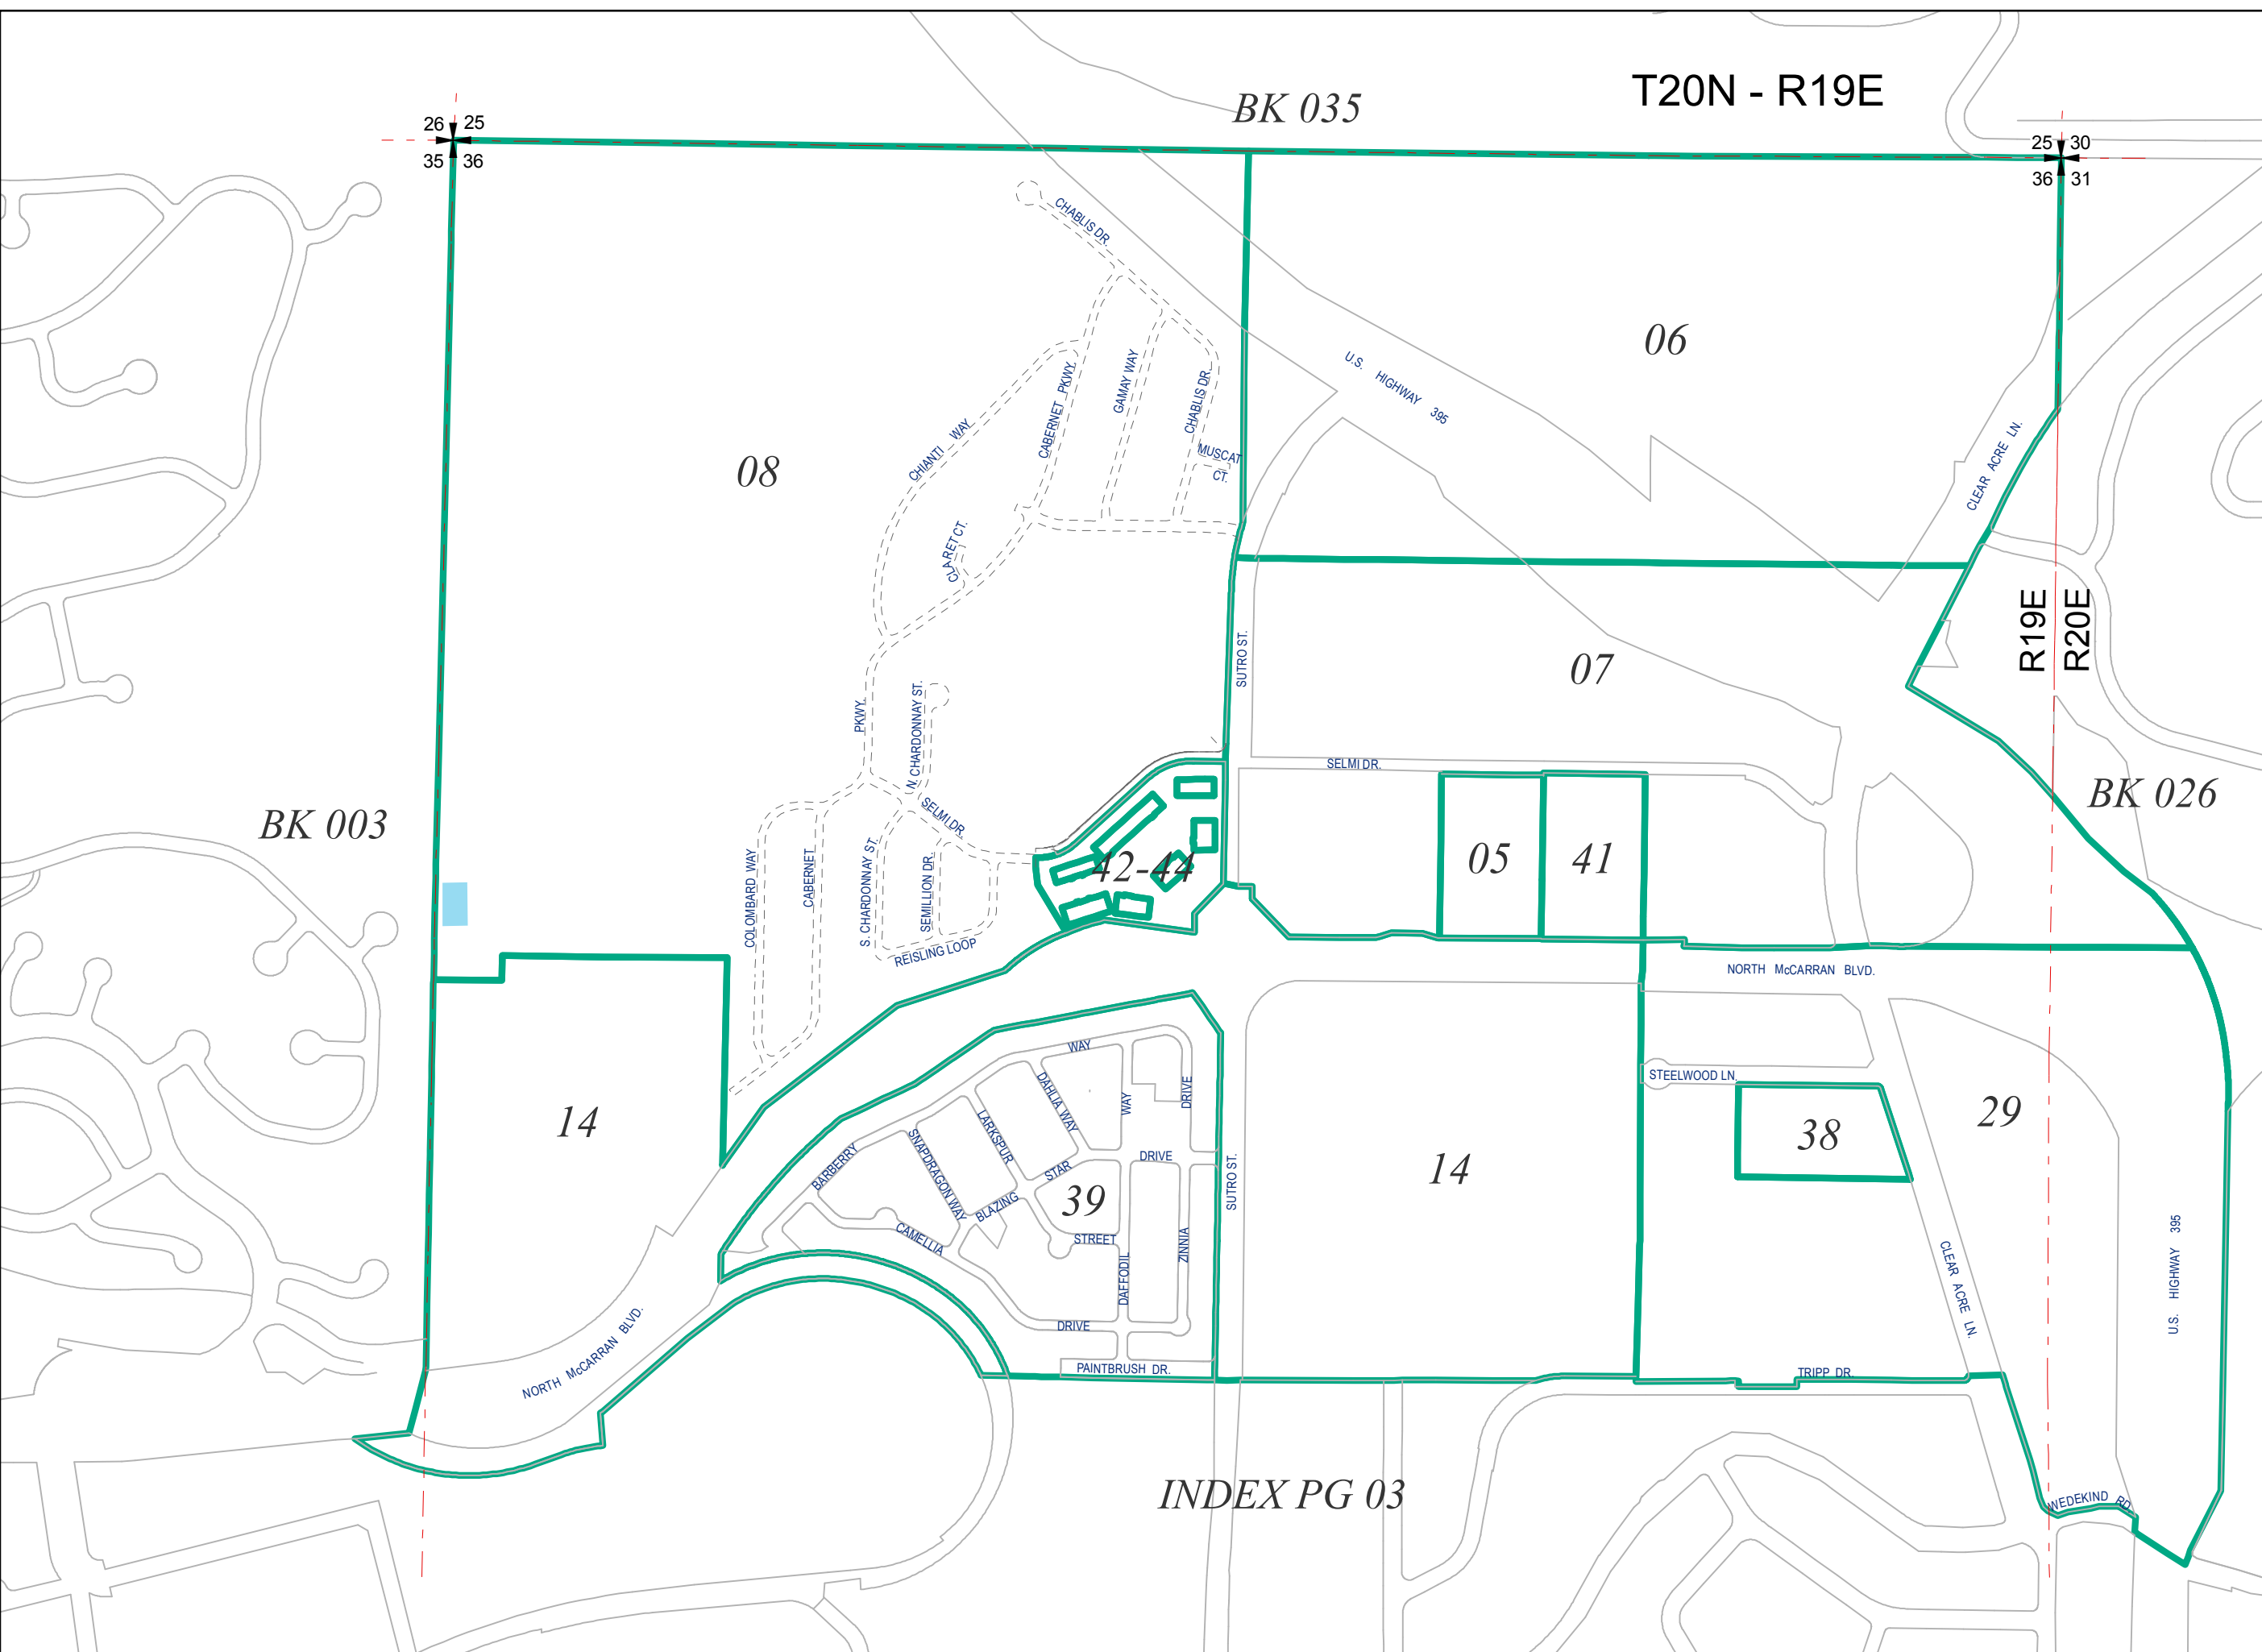 T20N - R19E
BK 035
26 25
35 36
25 30
36 31
CHABLIS DR.
06
U.S. HIGHWAY 395
CHIANTI WAY
CABERNET PKWY.
GAMAY WAY
CHABLIS DR.
MUSCAT
CT.
CLEAR ACRE LN.
08
CLARET CT.
R19E
R20E
SUTRO ST.
07
PKWY.
N. CHARDONNAY ST.
SELMI DR.
BK 026
BK 003
SELMI DR.
COLOMBARD WAY
CABERNET
S. CHARDONNAY ST.
SEMILLION DR.
REISLING LOOP
42-44
05
41
NORTH McCARRAN BLVD.
WAY
DAHLIA WAY
WAY
DRIVE
STEELWOOD LN.
14
LARKSPUR
SNAPDRAGON WAY
BARBERRY
STAR
DRIVE
BLAZING
39
SUTRO ST.
14
38
29
CAMELLIA
STREET
DAFFODIL
ZINNIA
CLEAR ACRE LN.
U.S. HIGHWAY 395
NORTH McCARRAN BLVD.
DRIVE
PAINTBRUSH DR.
TRIPP DR.
INDEX PG 03
WEDEKIND RD.